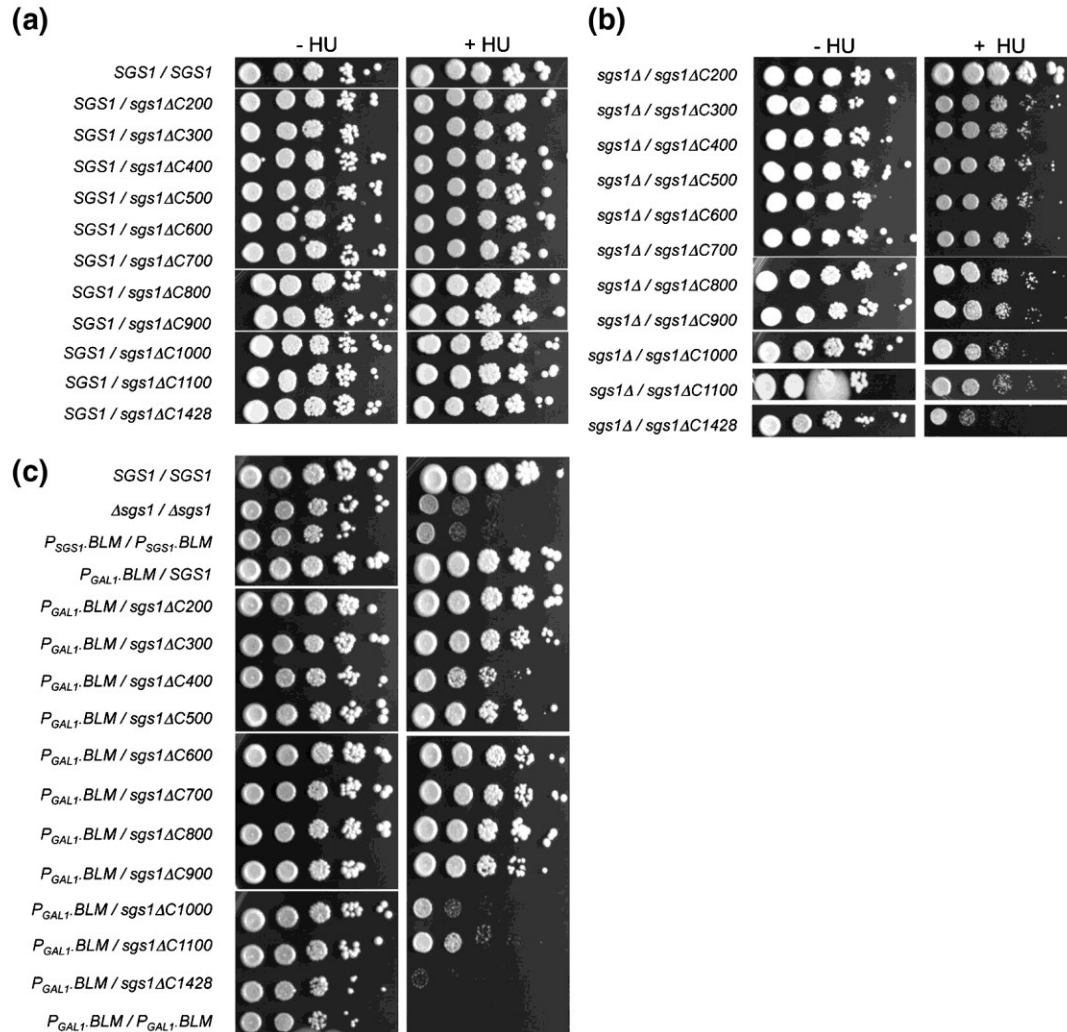 (a)
- HU + HU
SGS1 / SGS1
SGS1 / sgs1ΔC200
SGS1 / sgs1ΔC300
SGS1 / sgs1ΔC400
SGS1 / sgs1ΔC500
SGS1 / sgs1ΔC600
SGS1 / sgs1ΔC700
SGS1 / sgs1ΔC800
SGS1 / sgs1ΔC900
SGS1 / sgs1ΔC1000
SGS1 / sgs1ΔC1100
SGS1 / sgs1ΔC1428
(b)
- HU + HU
sgs1Δ / sgs1ΔC200
sgs1Δ / sgs1ΔC300
sgs1Δ / sgs1ΔC400
sgs1Δ / sgs1ΔC500
sgs1Δ / sgs1ΔC600
sgs1Δ / sgs1ΔC700
sgs1Δ / sgs1ΔC800
sgs1Δ / sgs1ΔC900
sgs1Δ / sgs1ΔC1000
sgs1Δ / sgs1ΔC1100
sgs1Δ / sgs1ΔC1428
(c)
SGS1 / SGS1
Δsgs1 / Δsgs1
PSGS1.BLM / PSGS1.BLM
PGAL1.BLM / SGS1
PGAL1.BLM / sgs1ΔC200
PGAL1.BLM / sgs1ΔC300
PGAL1.BLM / sgs1ΔC400
PGAL1.BLM / sgs1ΔC500
PGAL1.BLM / sgs1ΔC600
PGAL1.BLM / sgs1ΔC700
PGAL1.BLM / sgs1ΔC800
PGAL1.BLM / sgs1ΔC900
PGAL1.BLM / sgs1ΔC1000
PGAL1.BLM / sgs1ΔC1100
PGAL1.BLM / sgs1ΔC1428
PGAL1.BLM / PGAL1.BLM